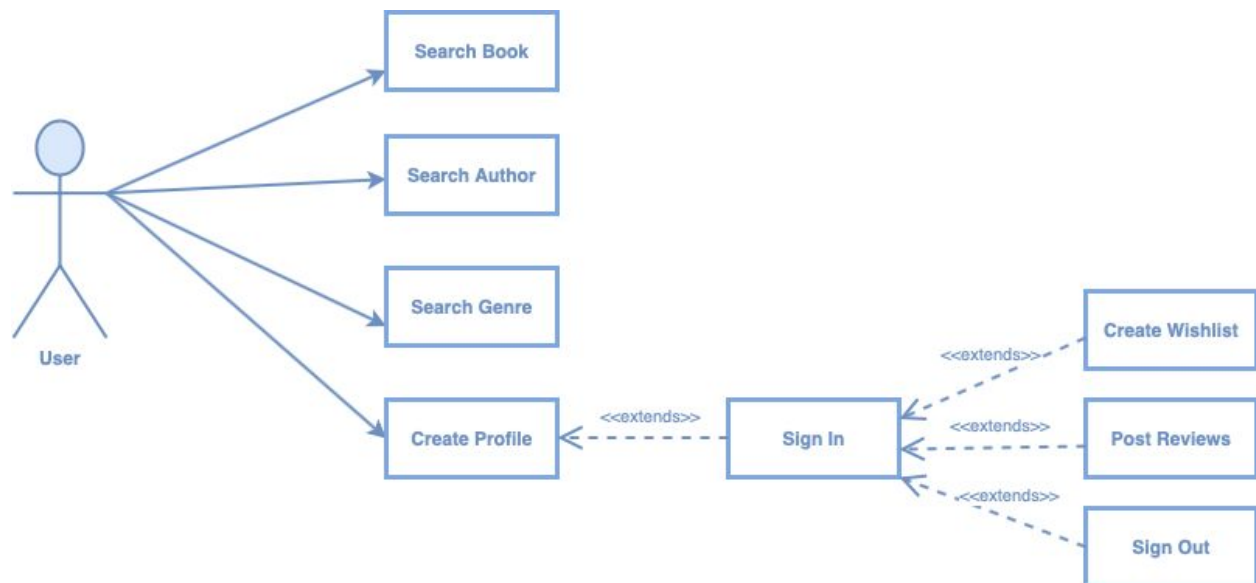 Search Book
Search Author
Search Genre
User
Create Profile
<<extends>>
Sign In
<<extends>>
Create Wishlist
<<extends>>
Post Reviews
<<extends>>
Sign Out